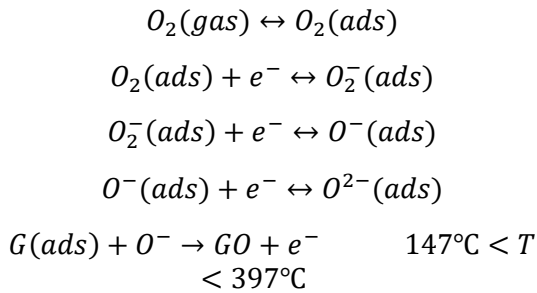 O₂(gas) ↔ O₂(ads)
O₂(ads) + e⁻ ↔ O₂⁻(ads)
O₂⁻(ads) + e⁻ ↔ O⁻(ads)
O⁻(ads) + e⁻ ↔ O²⁻(ads)
G(ads) + O⁻ → GO + e⁻ 147℃ < T
< 397℃